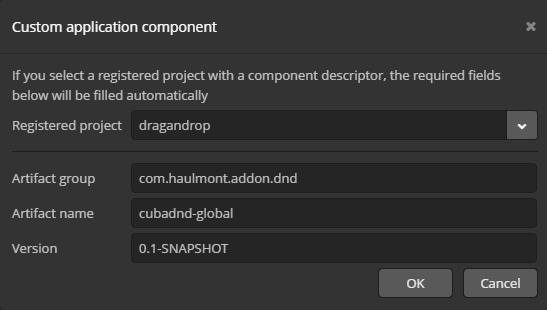 Custom application component
If you select a registered project with a component descriptor, the required fields
below will be filled automatically
Registered project dragandrop
Artifact group com.haulmont.addon.dnd
Artifact name cubadnd-global
Version 0.1-SNAPSHOT
OK Cancel